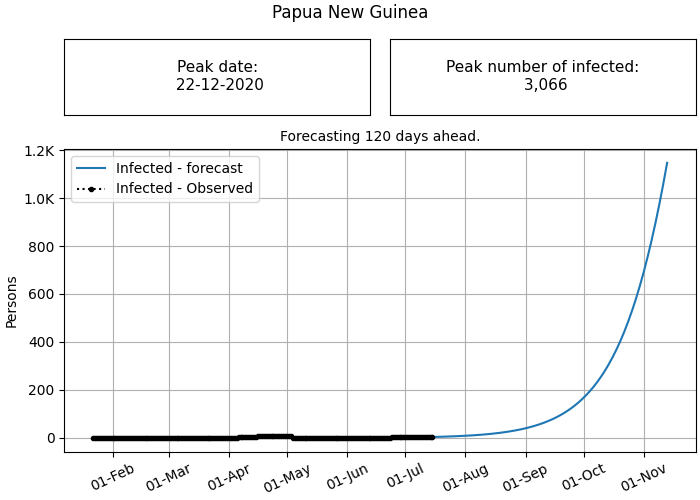 Papua New Guinea
Peak date:
22-12-2020
Peak number of infected:
3,066
Forecasting 120 days ahead.
Infected - forecast
Infected - Observed
Persons
1.2K
1.0K
800
600
400
200
0
01-Feb
01-Mar
01-Apr
01-May
01-Jun
01-Jul
01-Aug
01-Sep
01-Oct
01-Nov